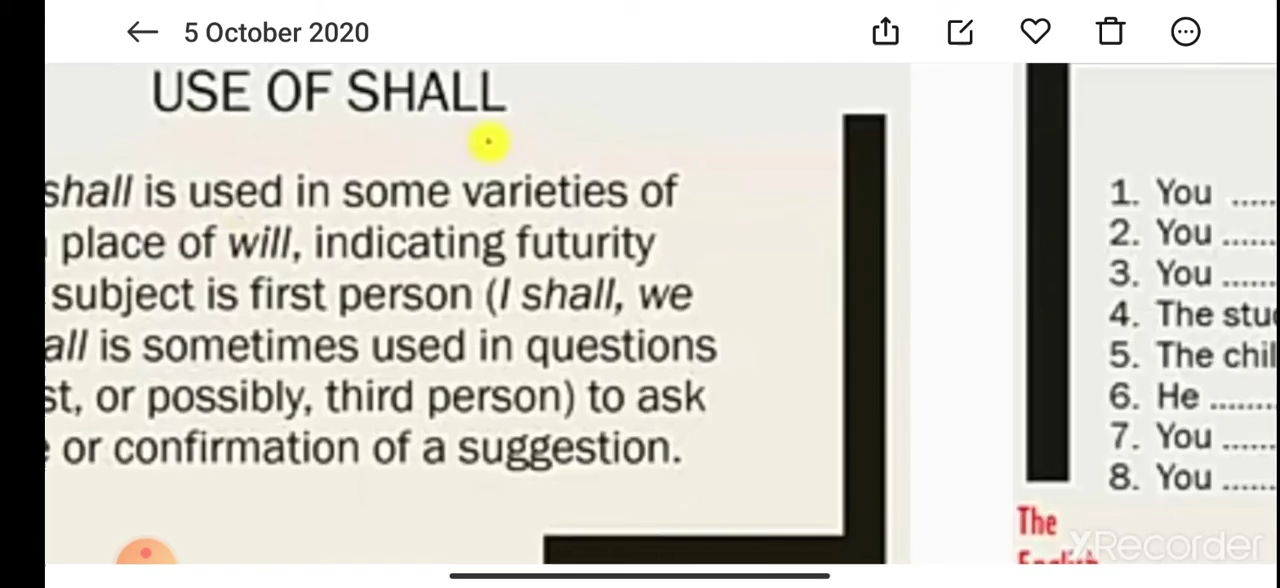 5 October 2020
USE OF SHALL
shall is used in some varieties of
place of will, indicating futurity
subject is first person (I shall, we
all is sometimes used in questions
st, or possibly, third person) to ask
or confirmation of a suggestion.
1. You .....
2. You ......
3. You ......
4. The stu
5. The chil
6. He ........
7. You ......
8. You ......
The
English
XRecorder